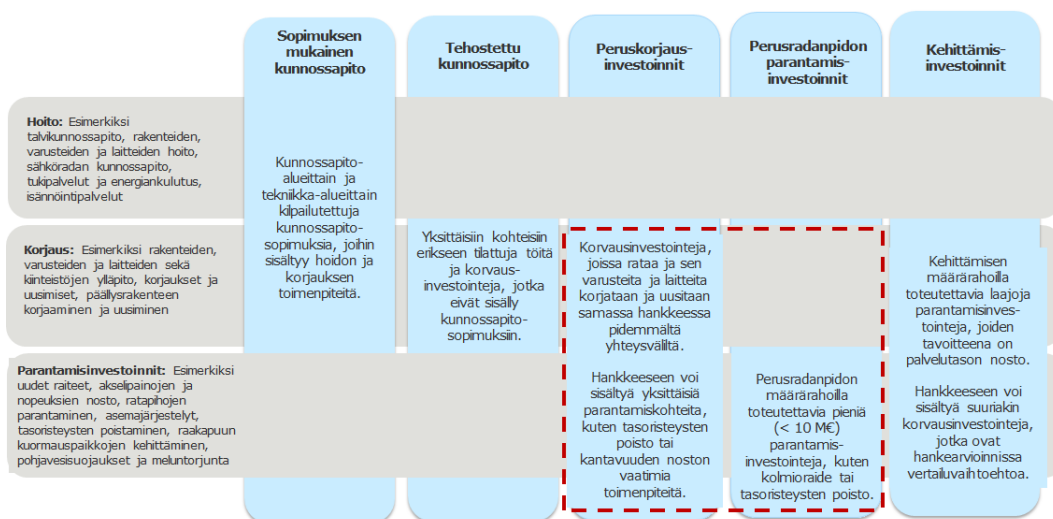 Sopimuksen
mukainen
kunnossapito
Tehostettu
kunnossapito
Peruskorjaus-
investoinnit
Perusradanpidon
parantamis-
investoinnit
Kehittämis-
investoinnit
Hoito: Esimerkiksi
talvikunnossapito, rakenteiden,
varusteiden ja laitteiden hoito,
sähköradan kunnossapito,
tukipalvelut ja energiankulutus,
isännöintipalvelut
Korjaus: Esimerkiksi rakenteiden,
varusteiden ja laitteiden sekä
kiinteistöjen ylläpito, korjaukset ja
uusimiset, päällysrakenteen
korjaaminen ja uusiminen
Parantamisinvestoinnit: Esimerkiksi
uudet raiteet, akselipainojen ja
nopeuksien nosto, ratapihojen
parantaminen, asemajärjestelyt,
tasoristeysten poistaminen, raakapuun
kuormauspaikkojen kehittäminen,
pohjavesisuojaukset ja meluntorjunta
Kunnossapito-
alueittain ja
tekniikka-alueittain
kilpailutettuja
kunnossapito-
sopimuksia, joihin
sisältyy hoidon ja
korjauksen
toimenpiteitä.
Yksittäisiin kohteisiin
erikseen tilattuja töitä
ja korvaus-
investointeja, jotka
eivät sisälly
kunnossapito-
sopimuksiin.
Korvausinvestointeja,
joissa rataa ja sen
varusteita ja laitteita
korjataan ja uusitaan
samassa hankkeessa
pidemmältä
yhteysväliltä.
Hankkeeseen voi
sisältyä yksittäisiä
parantamiskohteita,
kuten tasoristeysten
poisto tai
kantavuuden noston
vaatimia
toimenpiteitä.
Perusradanpidon
määrärahoilla
toteutettavia pieniä
(< 10 M€)
parantamis-
investointeja, kuten
kolmioraide tai
tasoristeysten poisto.
Kehittämisen
määrärahoilla
toteutettavia laajoja
parantamisinves-
tointeja, joiden
tavoitteena on
palvelutason nosto.
Hankkeeseen voi
sisältyä suuriakin
korvausinvestointeja,
jotka ovat
hankearvioinnissa
vertailuvaihtoehtoa.